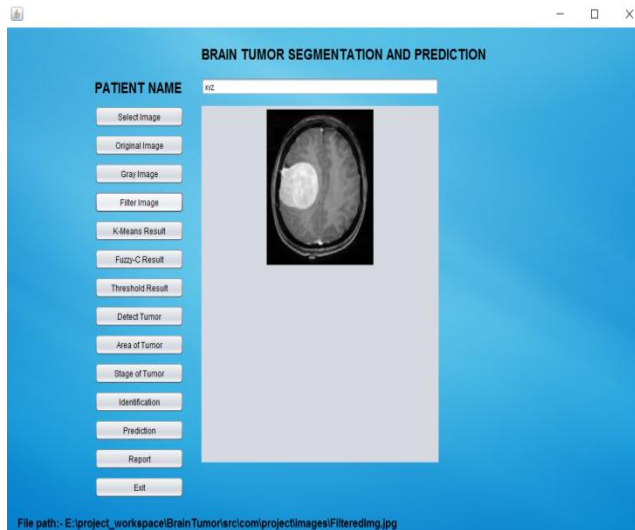 BRAIN TUMOR SEGMENTATION AND PREDICTION
PATIENT NAME
xyz
Select Image
Original Image
Gray Image
Filter Image
K-Means Result
Fuzzy-C Result
Threshold Result
Detect Tumor
Area of Tumor
Stage of Tumor
Identification
Prediction
Report
Exit
File path:- E:\project_workspace\BrainTumor\src\com\project\images\FilteredImg.jpg